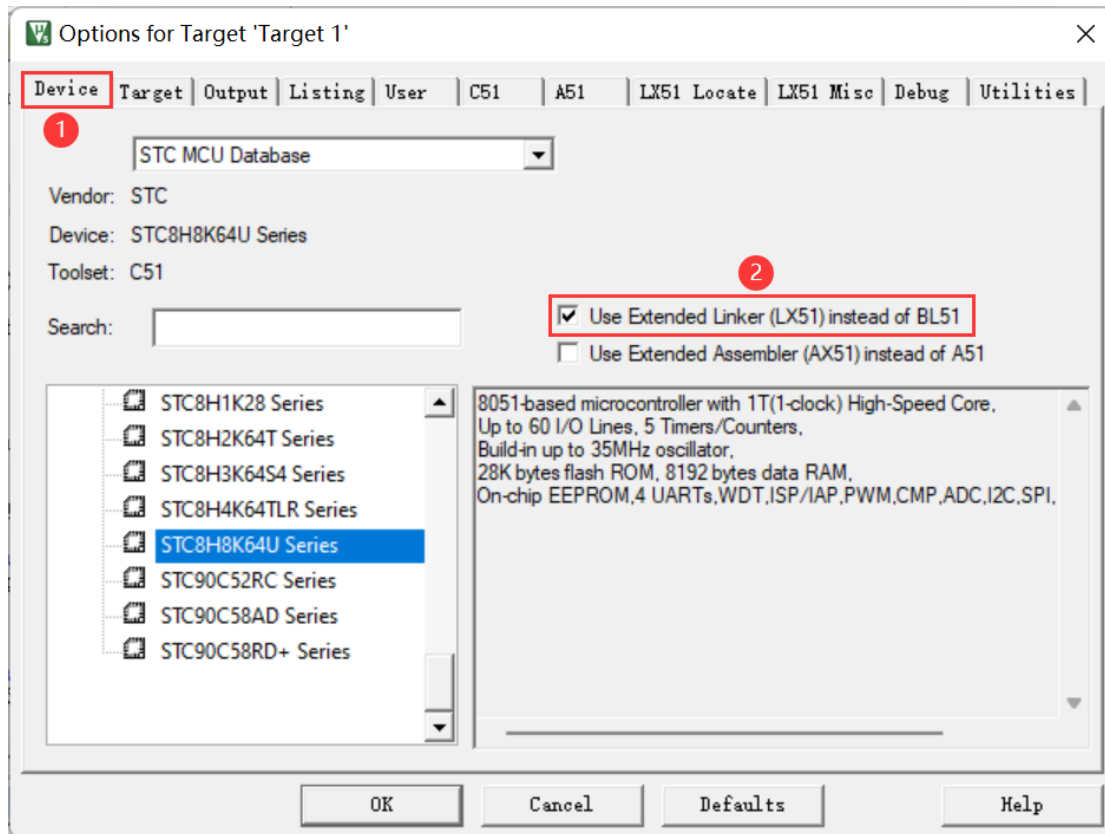 Options for Target 'Target 1'
Device Target Output Listing User C51 A51 LX51 Locate LX51 Misc Debug Utilities
1
STC MCU Database
Vendor: STC
Device: STC8H8K64U Series
Toolset: C51
2
Search:
Use Extended Linker (LX51) instead of BL51
Use Extended Assembler (AX51) instead of A51
STC8H1K28 Series
STC8H2K64T Series
STC8H3K64S4 Series
STC8H4K64TLR Series
STC8H8K64U Series
STC90C52RC Series
STC90C58AD Series
STC90C58RD+ Series
8051-based microcontroller with 1T(1-clock) High-Speed Core,
Up to 60 I/O Lines, 5 Timers/Counters,
Build-in up to 35MHz oscillator,
28K bytes flash ROM, 8192 bytes data RAM,
On-chip EEPROM,4 UARTs,WDT,ISP/IAP,PWM,CMP,ADC,I2C,SPI,
OK Cancel Defaults Help